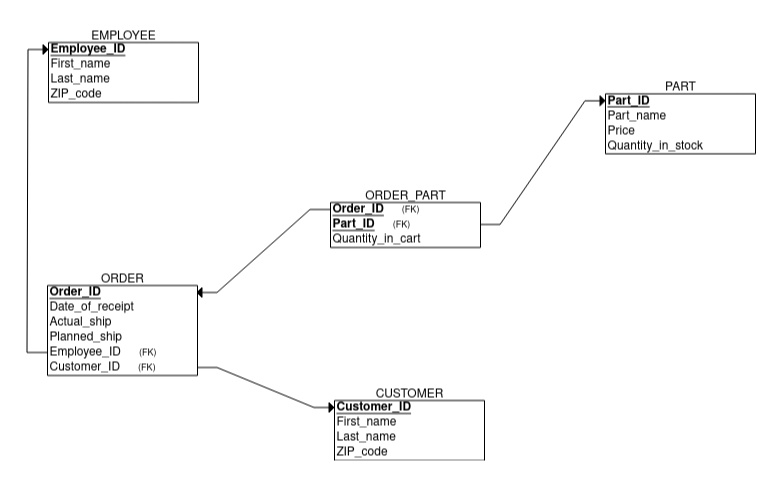 EMPLOYEE
Employee_ID
First_name
Last_name
ZIP_code
PART
Part_ID
Part_name
Price
Quantity_in_stock
ORDER_PART
Order_ID (FK)
Part_ID (FK)
Quantity_in_cart
ORDER
Order_ID
Date_of_receipt
Actual_ship
Planned_ship
Employee_ID (FK)
Customer_ID (FK)
CUSTOMER
Customer_ID
First_name
Last_name
ZIP_code